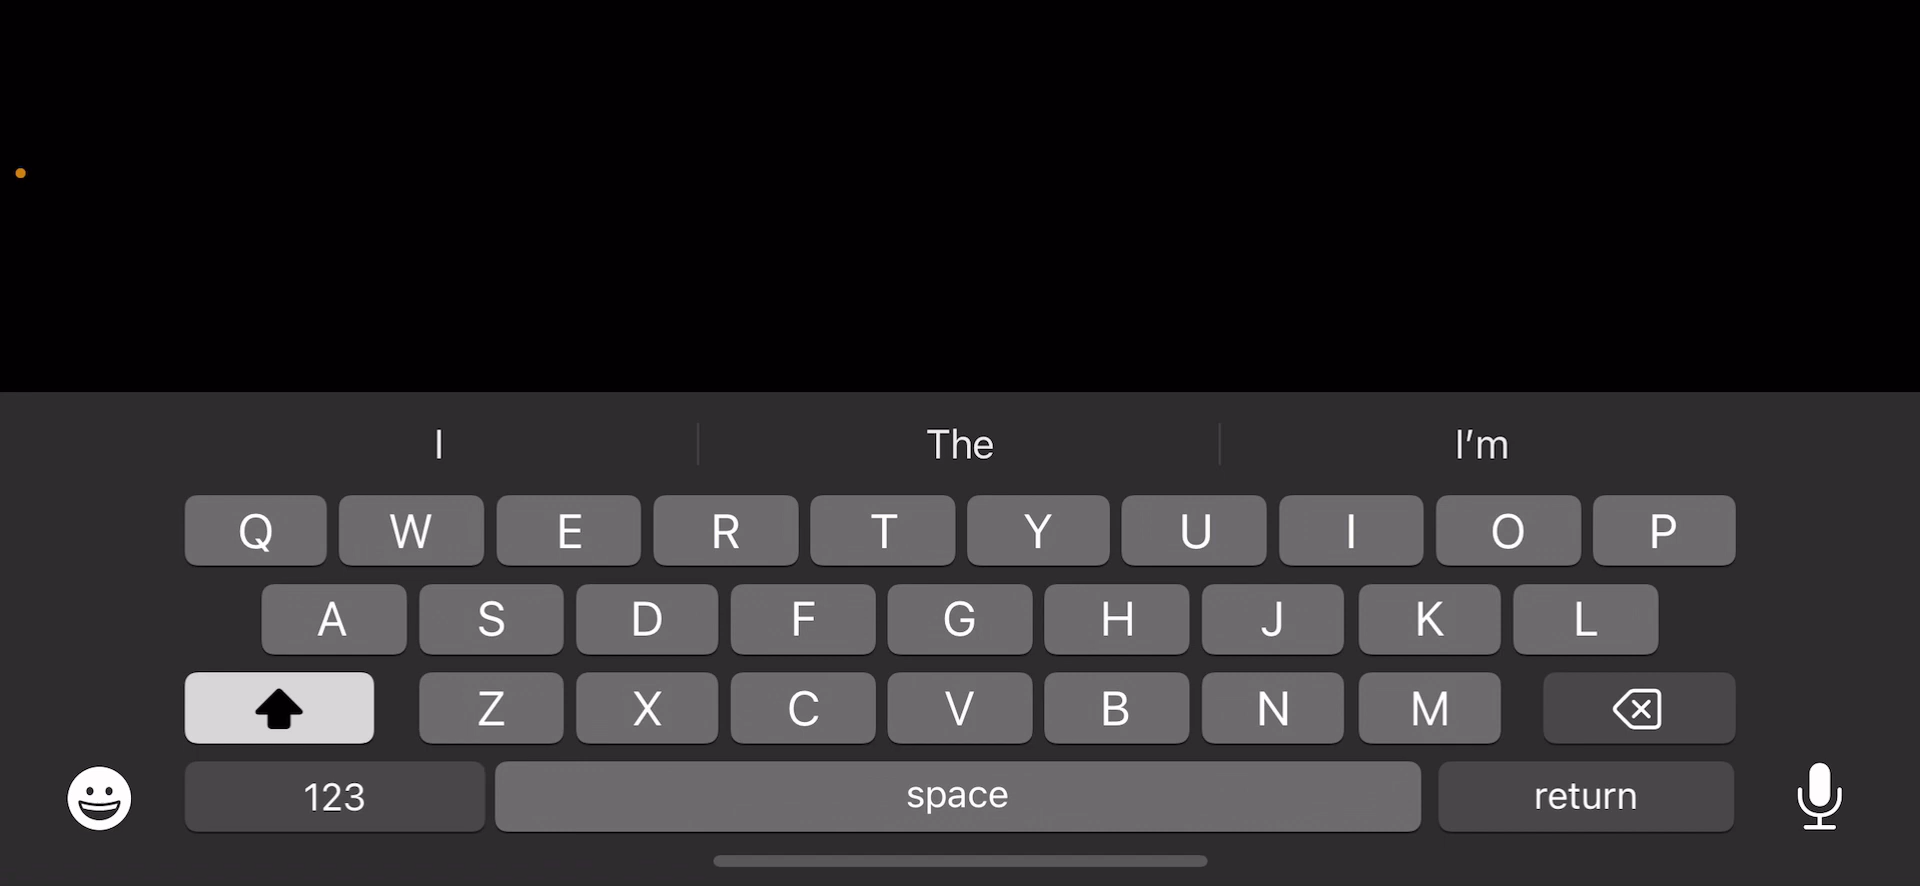 I The I’m
Q W E R T Y U I O P
A S D F G H J K L
Z X C V B N M
123 space return